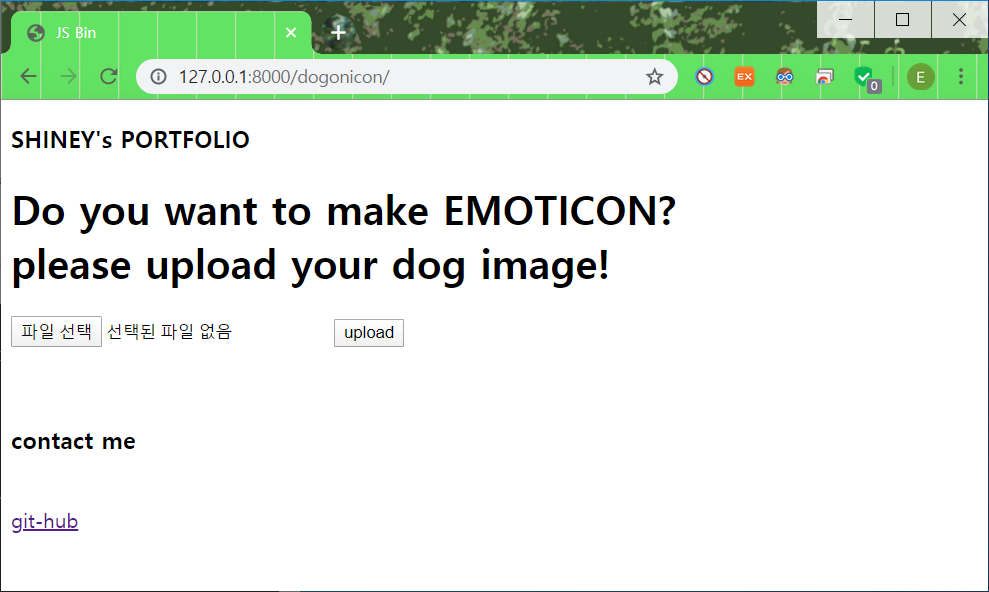 JS Bin
127.0.0.1:8000/dogonicon/
EX
0
E
SHINEY's PORTFOLIO
Do you want to make EMOTICON?
please upload your dog image!
파일 선택 선택된 파일 없음 upload
contact me
git-hub